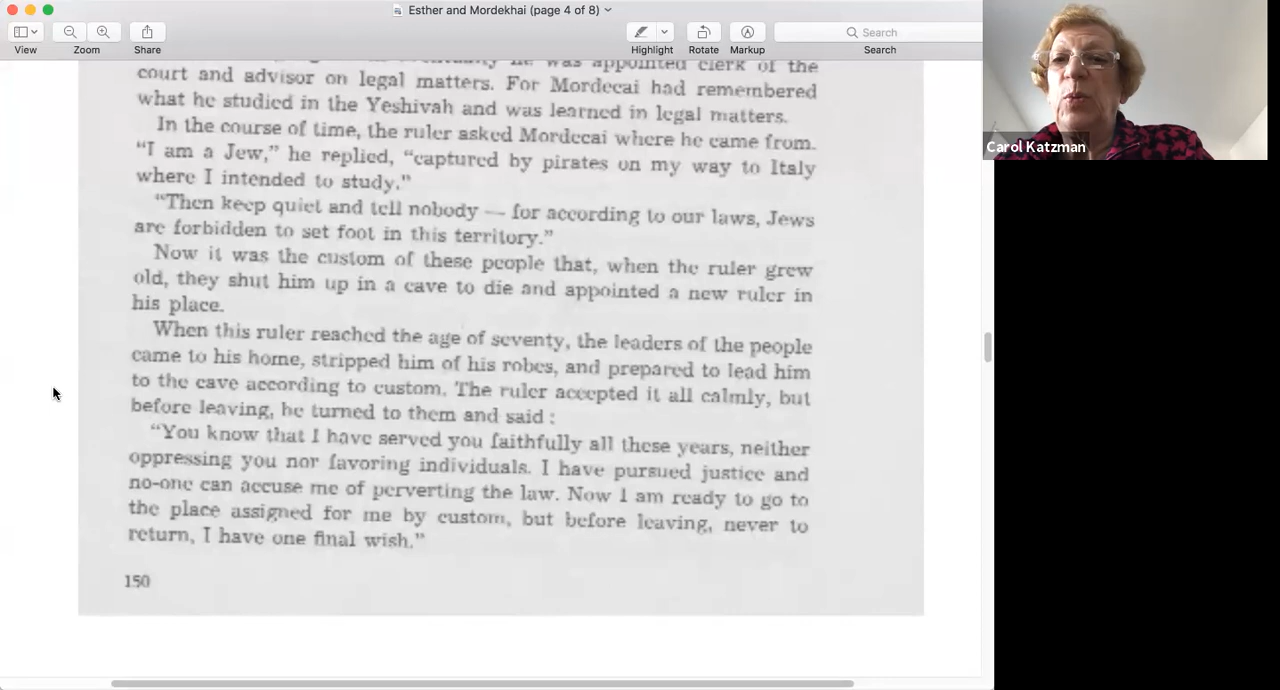 Esther and Mordekhai (page 4 of 8)
View
Zoom
Share
Highlight
Rotate
Markup
Search
Search
he was appointed clerk of the
court and advisor on legal matters. For Mordecai had remembered
what he studied in the Yeshivah and was learned in legal matters.
In the course of time, the ruler asked Mordecai where he came from.
“I am a Jew,” he replied, “captured by pirates on my way to Italy
where I intended to study.”
“Then keep quiet and tell nobody — for according to our laws, Jews
are forbidden to set foot in this territory.”
Now it was the custom of these people that, when the ruler grew
old, they shut him up in a cave to die and appointed a new ruler in
his place.
When this ruler reached the age of seventy, the leaders of the people
came to his home, stripped him of his robes, and prepared to lead him
to the cave according to custom. The ruler accepted it all calmly, but
before leaving, he turned to them and said :
“You know that I have served you faithfully all these years, neither
oppressing you nor favoring individuals. I have pursued justice and
no-one can accuse me of perverting the law. Now I am ready to go to
the place assigned for me by custom, but before leaving, never to
return, I have one final wish.”
150
Carol Katzman